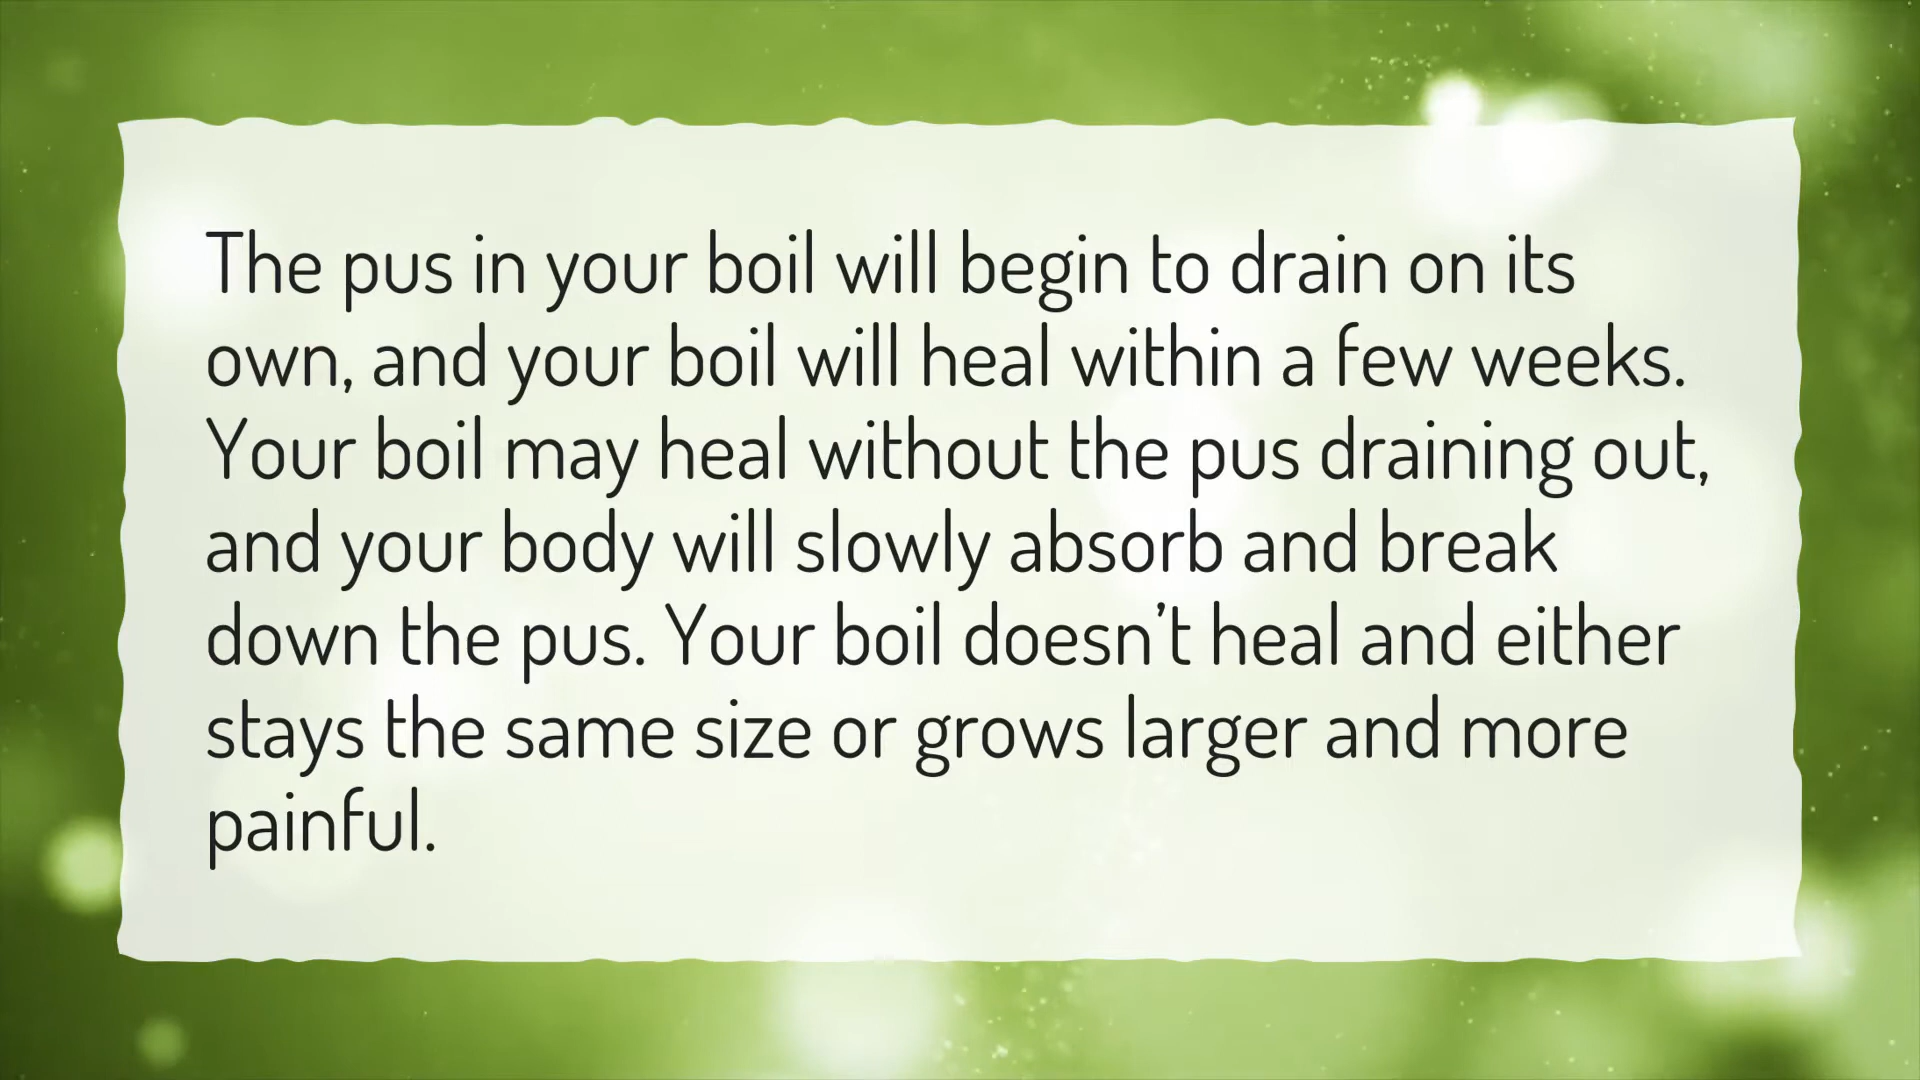 The pus in your boil will begin to drain on its
own, and your boil will heal within a few weeks.
Your boil may heal without the pus draining out,
and your body will slowly absorb and break
down the pus. Your boil doesn’t heal and either
stays the same size or grows larger and more
painful.